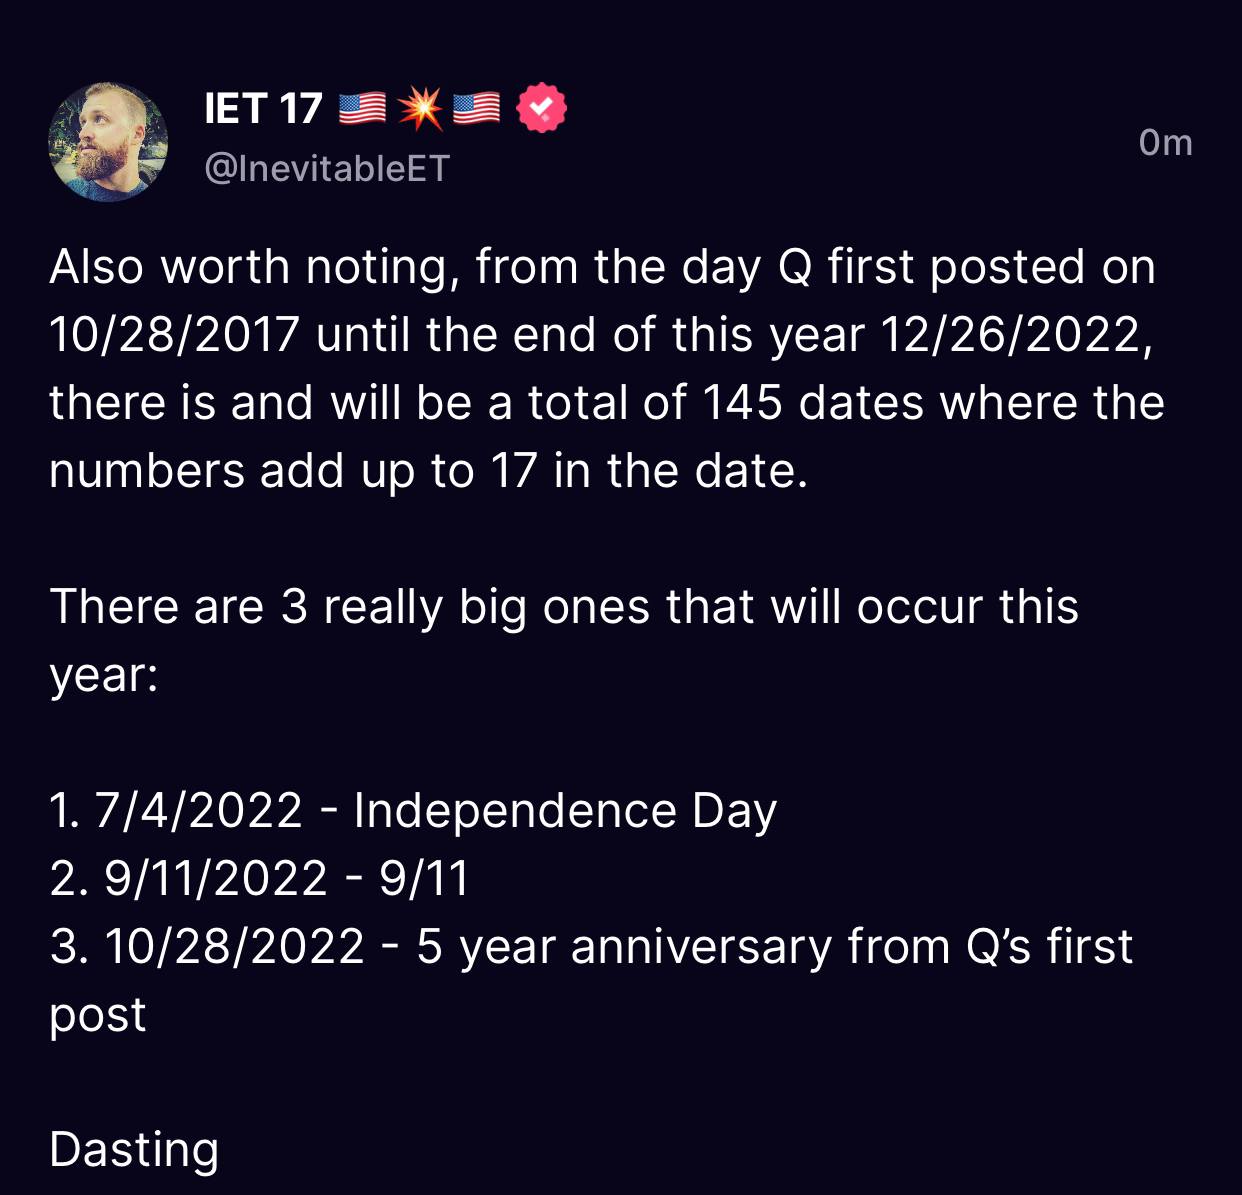 IET 17 🇺🇸💥🇺🇸
@InevitableET
0m
Also worth noting, from the day Q first posted on
10/28/2017 until the end of this year 12/26/2022,
there is and will be a total of 145 dates where the
numbers add up to 17 in the date.
There are 3 really big ones that will occur this
year:
1. 7/4/2022 - Independence Day
2. 9/11/2022 - 9/11
3. 10/28/2022 - 5 year anniversary from Q’s first
post
Dasting